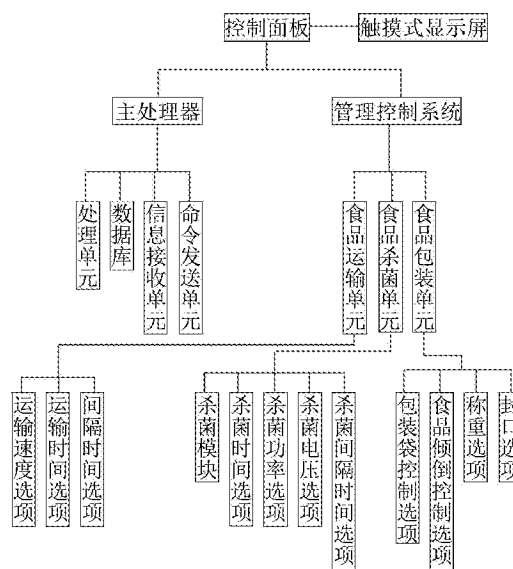 控制面板
触摸式显示屏
主处理器
管理控制系统
处理单元
数据库
信息接收单元
命令发送单元
食品运输单元
食品杀菌单元
食品包装单元
运输速度选项
运输时间选项
间隔时间选项
杀菌模块
杀菌时间选项
杀菌功率选项
杀菌电压选项
杀菌间隔时间选项
包装袋控制选项
食品倾倒控制选项
称重选项
封口选项